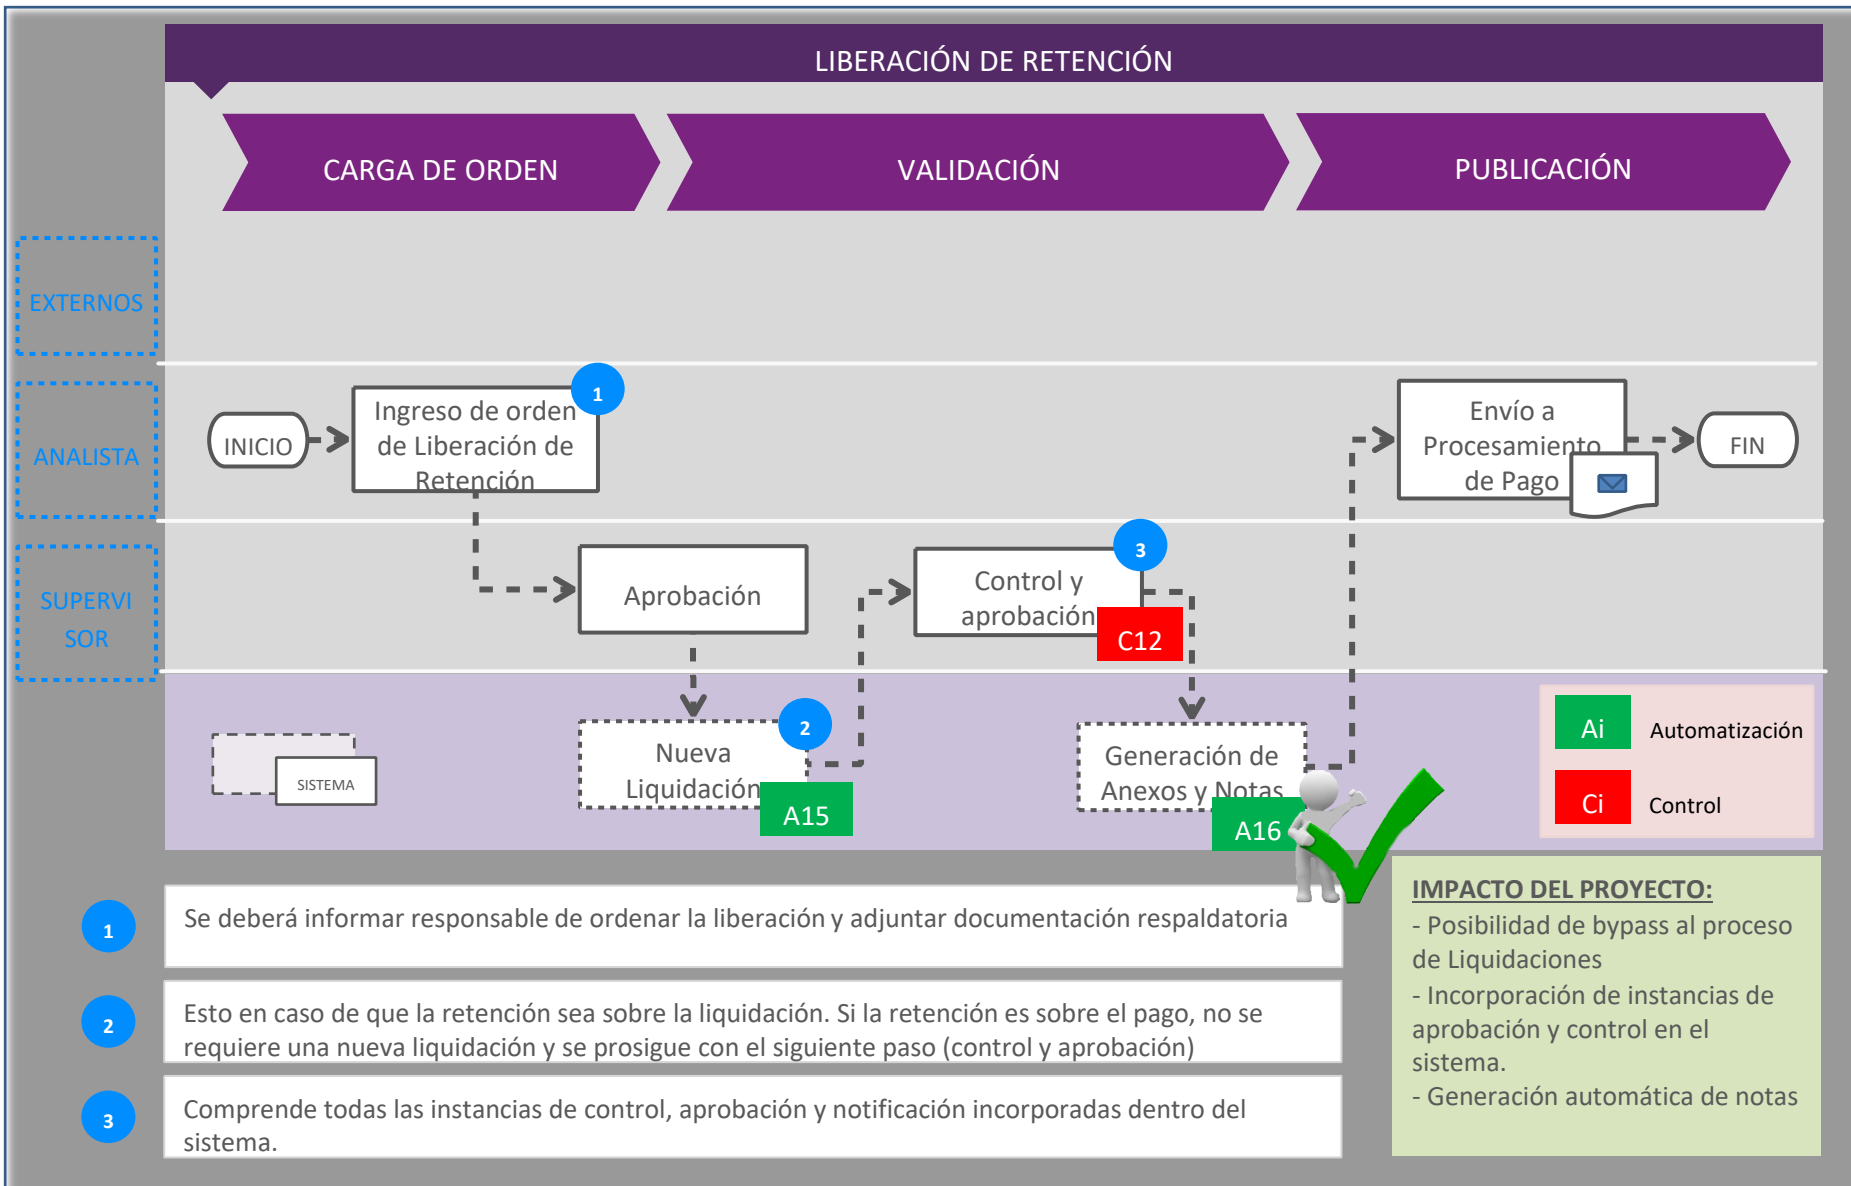 LIBERACIÓN DE RETENCIÓN
CARGA DE ORDEN
VALIDACIÓN
PUBLICACIÓN
EXTERNOS
ANALISTA
INICIO
Ingreso de orden
de Liberación de
Retención
1
Envío a
Procesamiento
de Pago
FIN
SUPERVI
SOR
Aprobación
Control y
aprobación
3
C12
SISTEMA
Nueva
Liquidación
2
A15
Generación de
Anexos y Notas
A16
Ai
Automatización
Ci
Control
1
Se deberá informar responsable de ordenar la liberación y adjuntar documentación respaldatoria
2
Esto en caso de que la retención sea sobre la liquidación. Si la retención es sobre el pago, no se
requiere una nueva liquidación y se prosigue con el siguiente paso (control y aprobación)
3
Comprende todas las instancias de control, aprobación y notificación incorporadas dentro del
sistema.
IMPACTO DEL PROYECTO:
- Posibilidad de bypass al proceso
de Liquidaciones
- Incorporación de instancias de
aprobación y control en el
sistema.
- Generación automática de notas